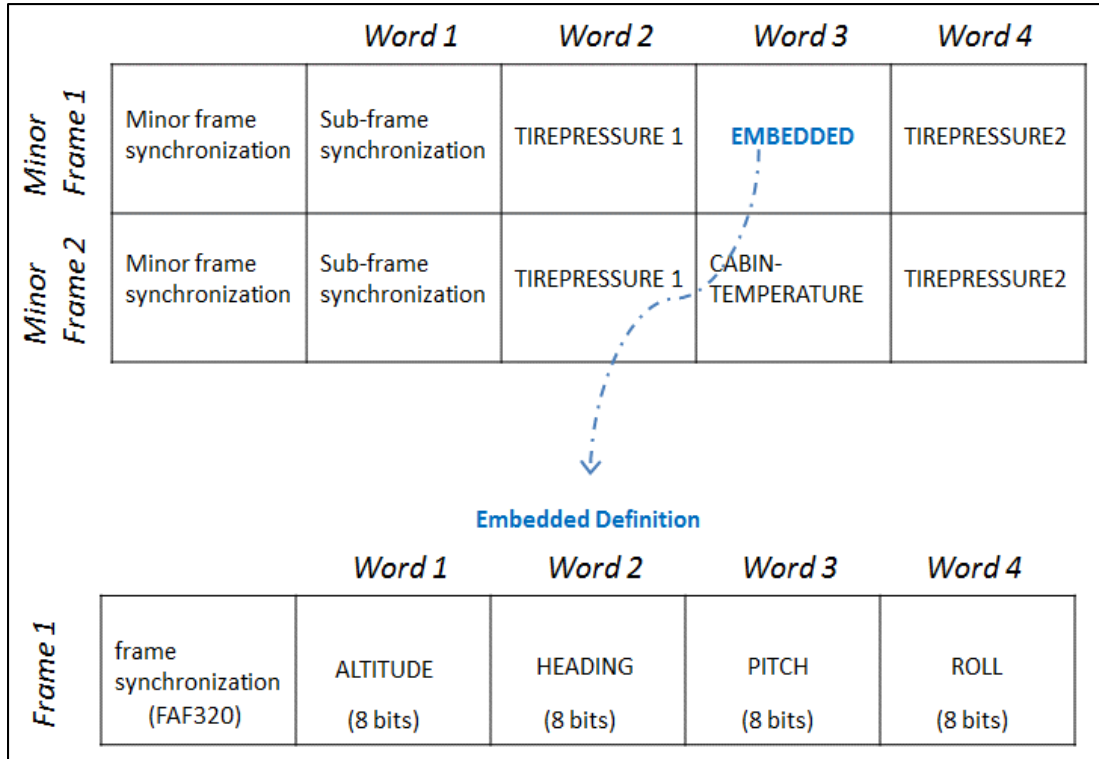 Word 1 Word 2 Word 3 Word 4
Minor
Frame 1
Minor frame
synchronization
Sub-frame
synchronization
TIREPRESSURE 1
EMBEDDED
TIREPRESSURE2
Minor
Frame 2
Minor frame
synchronization
Sub-frame
synchronization
TIREPRESSURE 1
CABIN-
TEMPERATURE
TIREPRESSURE2
Embedded Definition
Word 1 Word 2 Word 3 Word 4
Frame 1
frame
synchronization
(FAF320)
ALTITUDE
(8 bits)
HEADING
(8 bits)
PITCH
(8 bits)
ROLL
(8 bits)